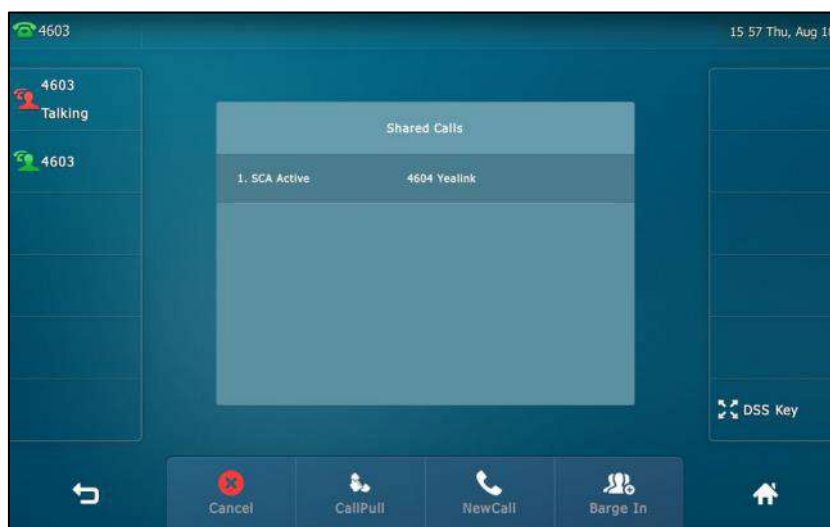 4603
15 57 Thu, Aug 1
4603
Talking
4603
Shared Calls
1. SCA Active 4604 Yealink
DSS Key
Cancel CallPull NewCall Barge In